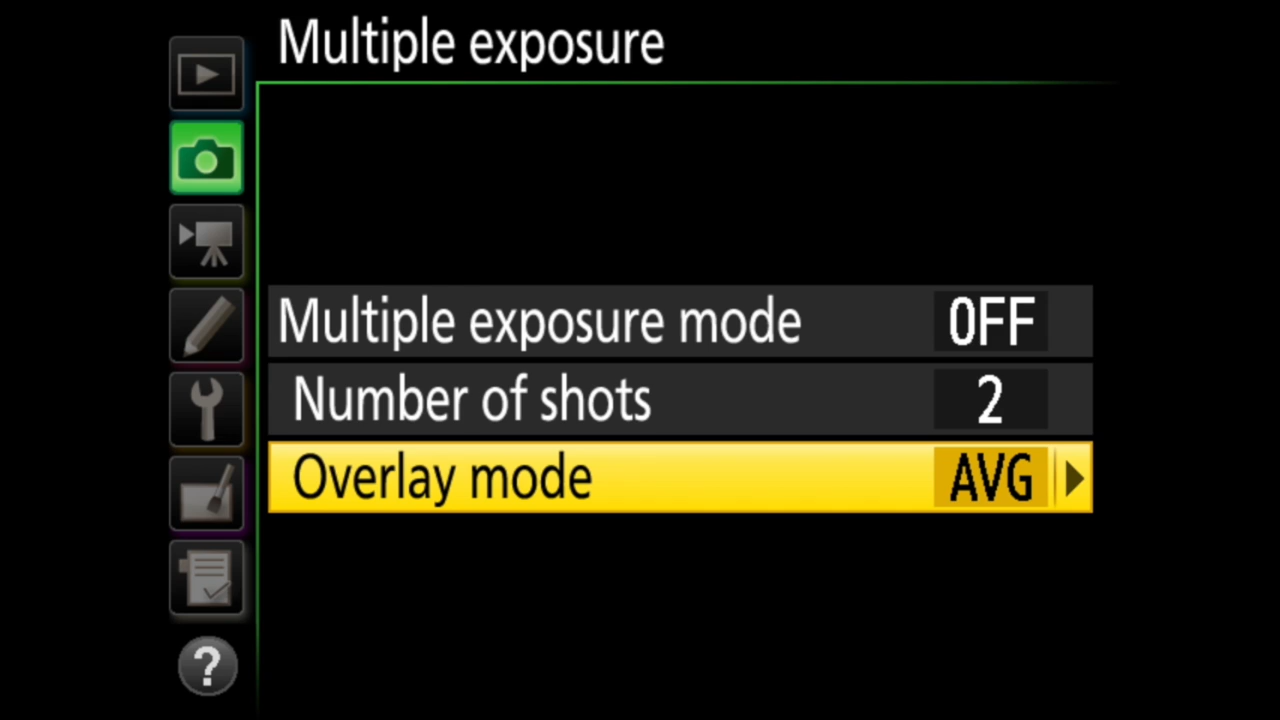 Multiple exposure
Multiple exposure mode OFF
Number of shots 2
Overlay mode AVG
?